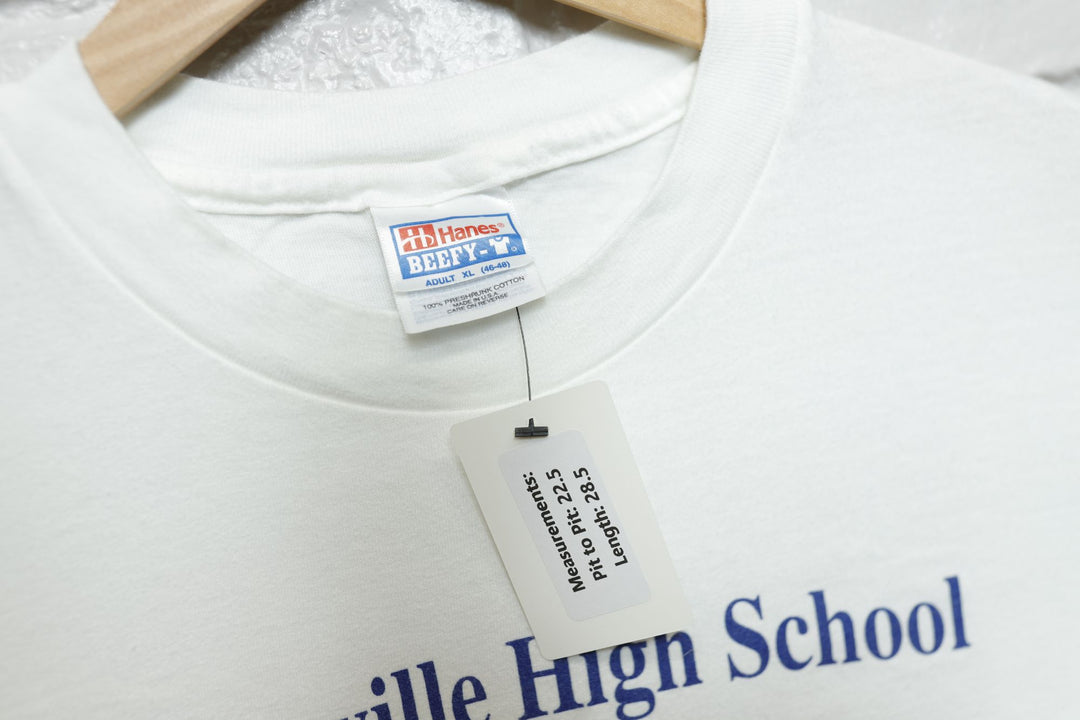 Hanes®
BEEFY-T
ADULT XL (46-48)
100% PRESHRUNK COTTON
MADE IN U.S.A.
CARE ON REVERSE
Measurements:
Pit to Pit: 22.5
Length: 28.5
High School